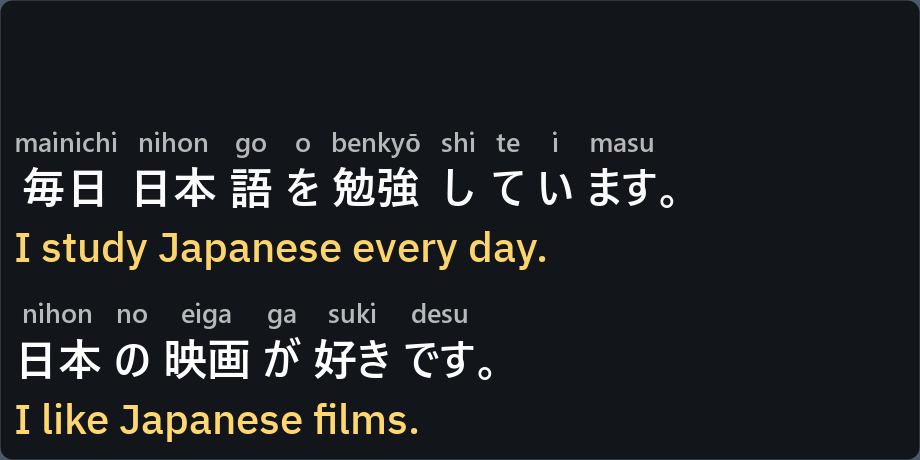 mainichi nihon go o benkyō shi te i masu
毎日 日本 語 を 勉強 し て い ます。
I study Japanese every day.
nihon no eiga ga suki desu
日本 の 映画 が 好き です。
I like Japanese films.